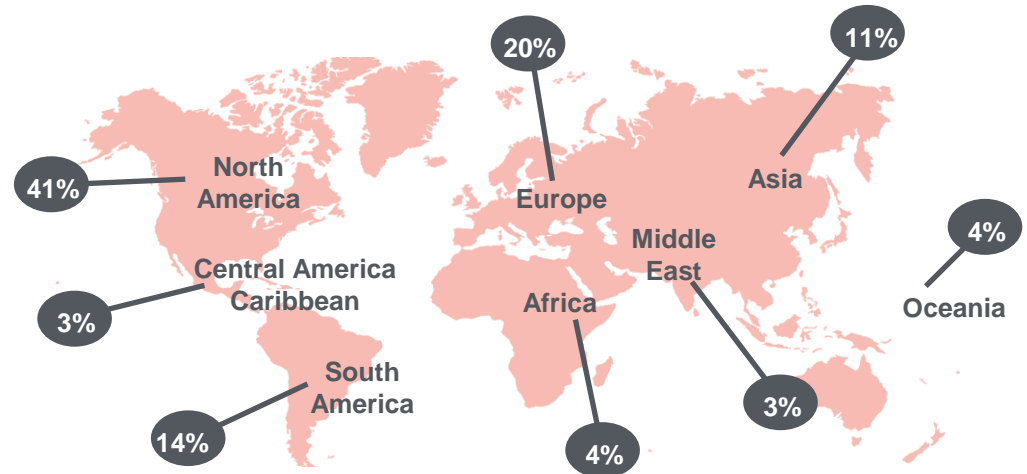 20%
11%
41%
North
America
Europe
Asia
4%
Middle
East
Central America
Caribbean
Africa
Oceania
3%
South
America
3%
14%
4%